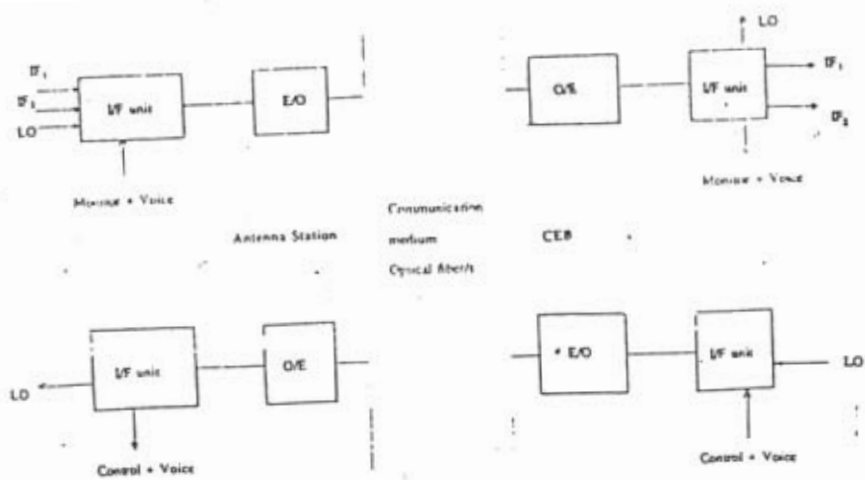 LO
IF₁
IF₁
IF₂
LO
I/F unit
E/O
O/E
I/F unit
IF₂
Monitor + Voice
Monitor + Voice
Antenna Station
Communication
medium
Optical fiber/s
CEB
LO
I/F unit
O/E
E/O
I/F unit
LO
Control + Voice
Control + Voice